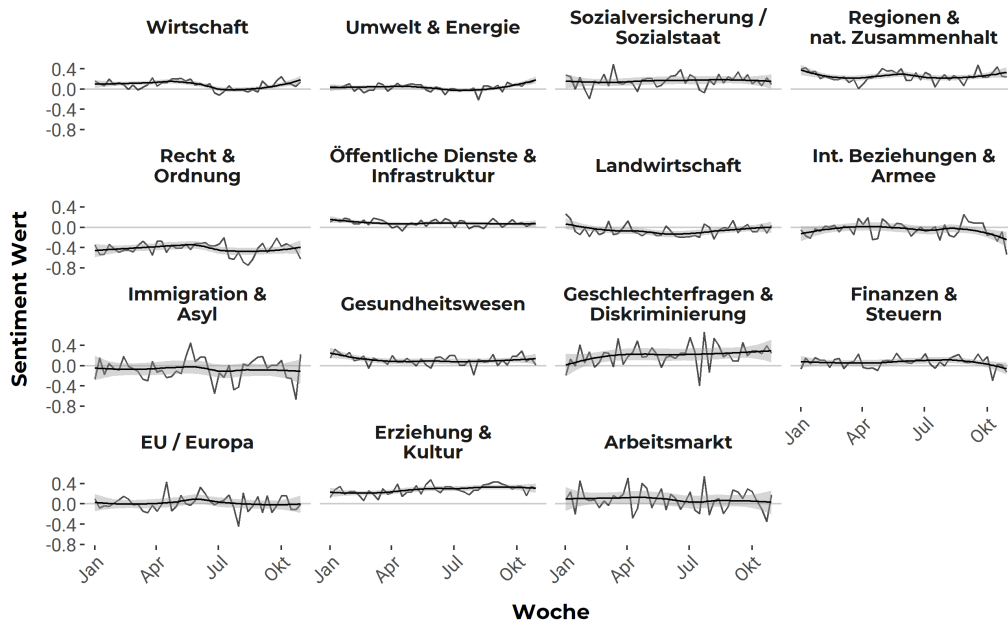 Wirtschaft
Umwelt & Energie
Sozialversicherung /
Sozialstaat
Regionen &
nat. Zusammenhalt
0.4
0.0
-0.4
-0.8
Recht &
Ordnung
Öffentliche Dienste &
Infrastruktur
Landwirtschaft
Int. Beziehungen &
Armee
0.4
0.0
-0.4
-0.8
Sentiment Wert
Immigration &
Asyl
Gesundheitswesen
Geschlechterfragen &
Diskriminierung
Finanzen &
Steuern
0.4
0.0
-0.4
-0.8
Jan Apr Jul Okt
EU / Europa
Erziehung &
Kultur
Arbeitsmarkt
0.4
0.0
-0.4
-0.8
Jan Apr Jul Okt
Jan Apr Jul Okt
Jan Apr Jul Okt
Woche